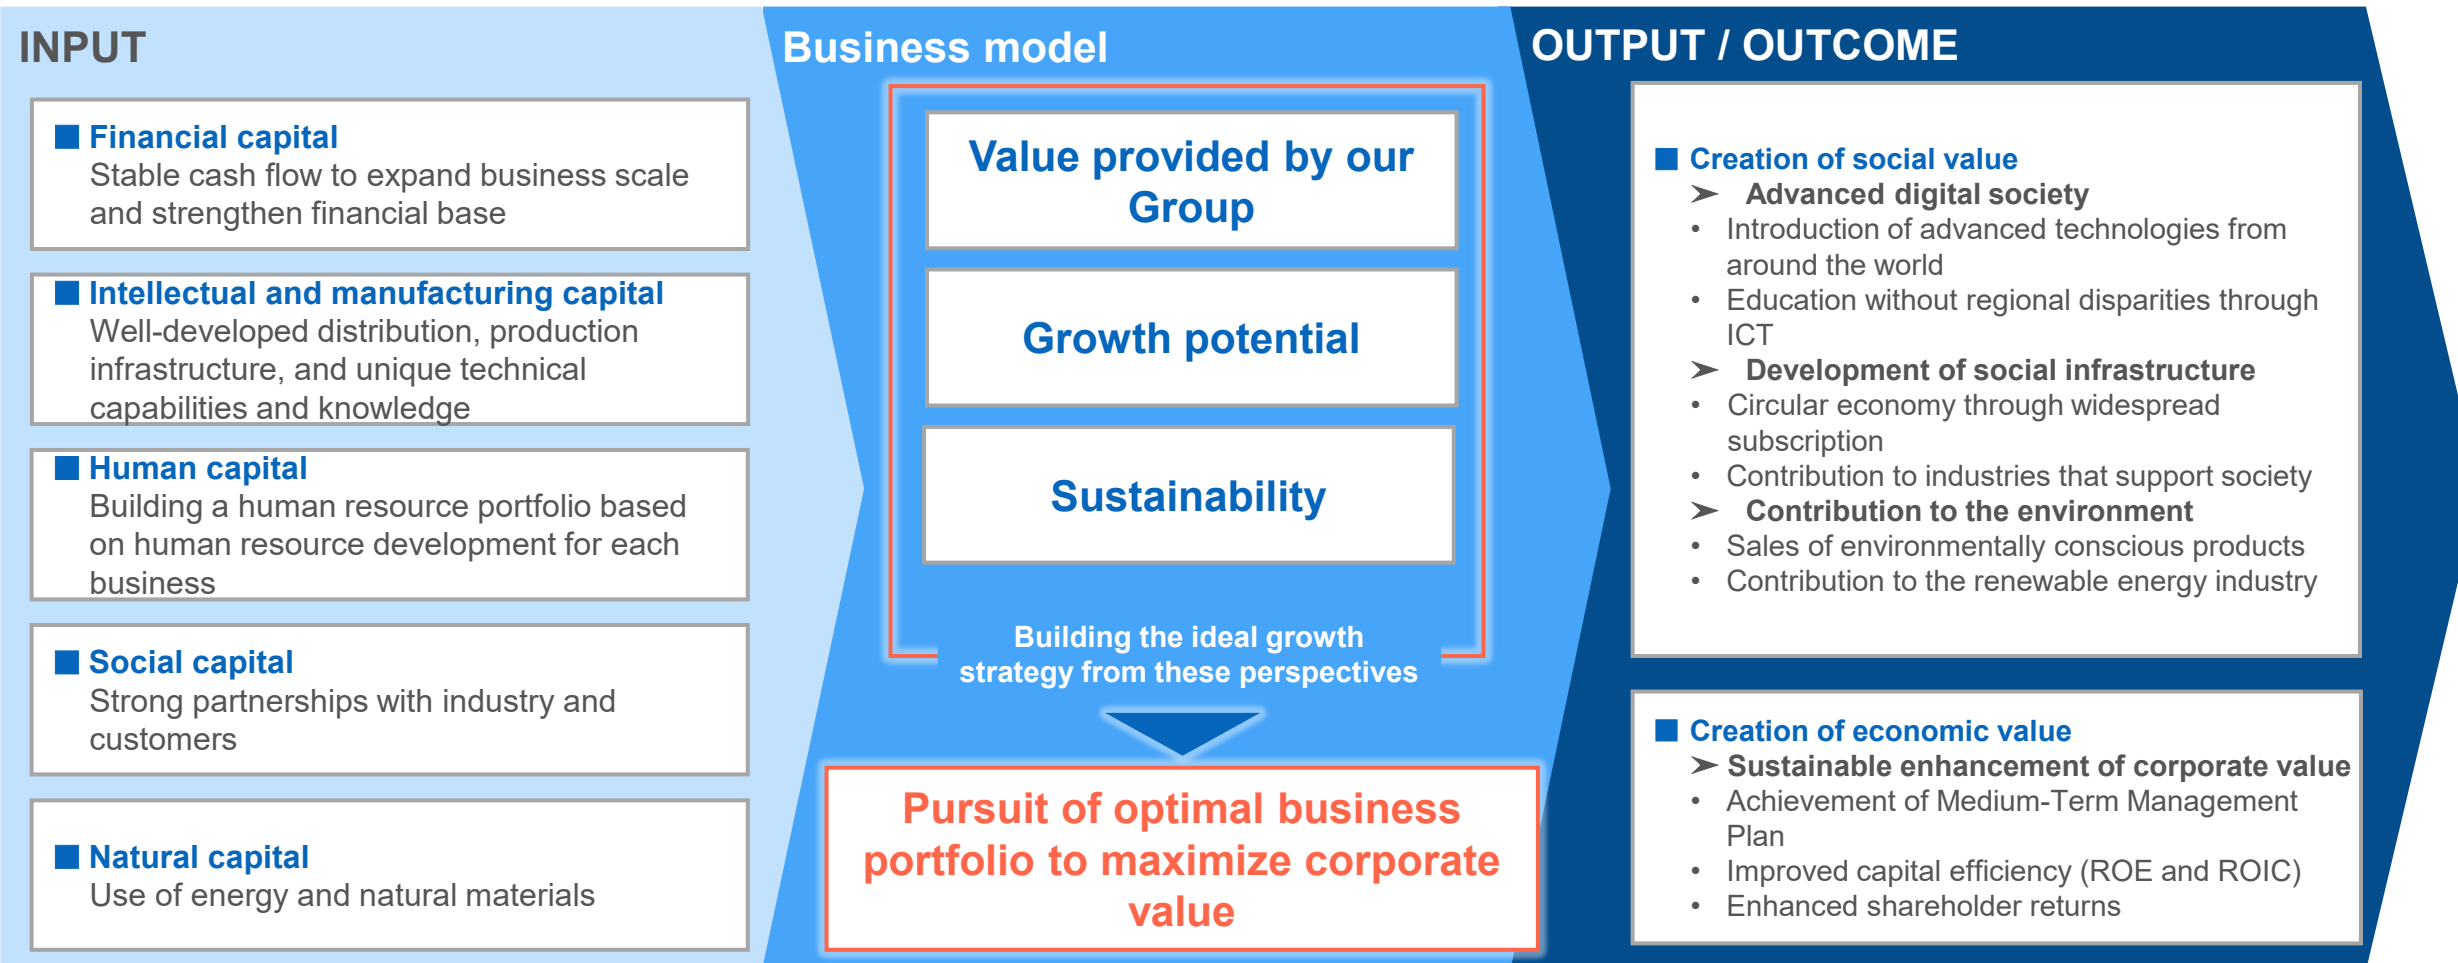 INPUT
■ Financial capital
Stable cash flow to expand business scale
and strengthen financial base
■ Intellectual and manufacturing capital
Well-developed distribution, production
infrastructure, and unique technical
capabilities and knowledge
■ Human capital
Building a human resource portfolio based
on human resource development for each
business
■ Social capital
Strong partnerships with industry and
customers
■ Natural capital
Use of energy and natural materials
Business model
Value provided by our
Group
Growth potential
Sustainability
Building the ideal growth
strategy from these perspectives
Pursuit of optimal business
portfolio to maximize corporate
value
OUTPUT / OUTCOME
■ Creation of social value
➢ Advanced digital society
• Introduction of advanced technologies from
around the world
• Education without regional disparities through
ICT
➢ Development of social infrastructure
• Circular economy through widespread
subscription
• Contribution to industries that support society
➢ Contribution to the environment
• Sales of environmentally conscious products
• Contribution to the renewable energy industry
■ Creation of economic value
➢ Sustainable enhancement of corporate value
• Achievement of Medium-Term Management
Plan
• Improved capital efficiency (ROE and ROIC)
• Enhanced shareholder returns